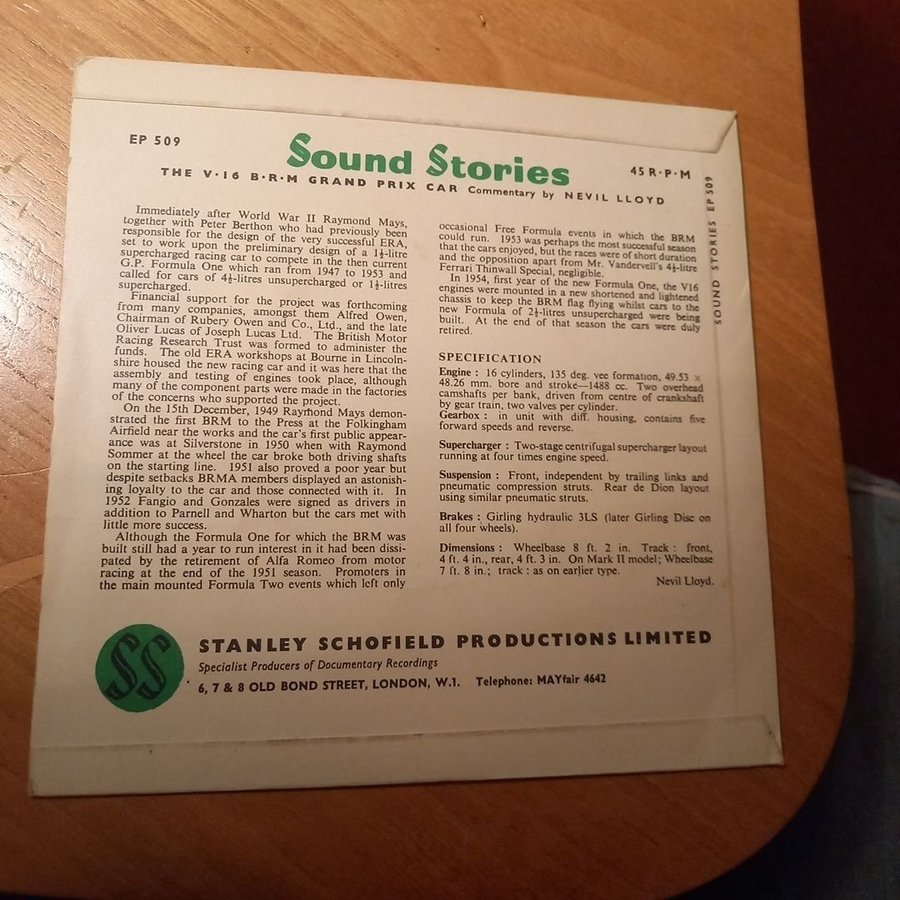 EP 509
Sound Stories
45 R·P·M
THE V·16 B·R·M GRAND PRIX CAR Commentary by NEVIL LLOYD
Immediately after World War II Raymond Mays,
together with Peter Berthon who had previously been
responsible for the design of the very successful ERA,
set to work upon the preliminary design of a 1½-litre
supercharged racing car to compete in the then current
G.P. Formula One which ran from 1947 to 1953 and
called for cars of 4½-litres unsupercharged or 1½-litres
supercharged.
Financial support for the project was forthcoming
from many companies, amongst them Alfred Owen,
Chairman of Rubery Owen and Co., Ltd., and the late
Oliver Lucas of Joseph Lucas Ltd. The British Motor
Racing Research Trust was formed to administer the
funds. The old ERA workshops at Bourne in Lincoln-
shire housed the new racing car and it was here that the
assembly and testing of engines took place, although
many of the component parts were made in the factories
of the concerns who supported the project.
On the 15th December, 1949 Raymond Mays demon-
strated the first BRM to the Press at the Folkingham
Airfield near the works and the car's first public appear-
ance was at Silverstone in 1950 when with Raymond
Sommer at the wheel the car broke both driving shafts
on the starting line. 1951 also proved a poor year but
despite setbacks BRMA members displayed an astonish-
ing loyalty to the car and those connected with it. In
1952 Fangio and Gonzales were signed as drivers in
addition to Parnell and Wharton but the cars met with
little more success.
Although the Formula One for which the BRM was
built still had a year to run interest in it had been dissi-
pated by the retirement of Alfa Romeo from motor
racing at the end of the 1951 season. Promoters in
the main mounted Formula Two events which left only
occasional Free Formula events in which the BRM
could run. 1953 was perhaps the most successful season
that the cars enjoyed, but the races were of short duration
and the opposition apart from Mr. Vandervell's 4½-litre
Ferrari Thinwall Special, negligible.
In 1954, first year of the new Formula One, the V16
engines were mounted in a new shortened and lightened
chassis to keep the BRM flag flying whilst cars to the
new Formula of 2½-litres unsupercharged were being
built. At the end of that season the cars were duly
retired.
SPECIFICATION
Engine : 16 cylinders, 135 deg. vee formation, 49.53 ×
48.26 mm. bore and stroke—1488 cc. Two overhead
camshafts per bank, driven from centre of crankshaft
by gear train, two valves per cylinder.
Gearbox : in unit with diff. housing, contains five
forward speeds and reverse.
Supercharger : Two-stage centrifugal supercharger layout
running at four times engine speed.
Suspension : Front, independent by trailing links and
pneumatic compression struts. Rear de Dion layout
using similar pneumatic struts.
Brakes : Girling hydraulic 3LS (later Girling Disc on
all four wheels).
Dimensions : Wheelbase 8 ft. 2 in. Track : front,
4 ft. 4 in., rear, 4 ft. 3 in. On Mark II model; Wheelbase
7 ft. 8 in.; track : as on earlier type.
Nevil Lloyd.
SOUND STORIES EP 509
SS
STANLEY SCHOFIELD PRODUCTIONS LIMITED
Specialist Producers of Documentary Recordings
6, 7 & 8 OLD BOND STREET, LONDON, W.1. Telephone: MAYfair 4642